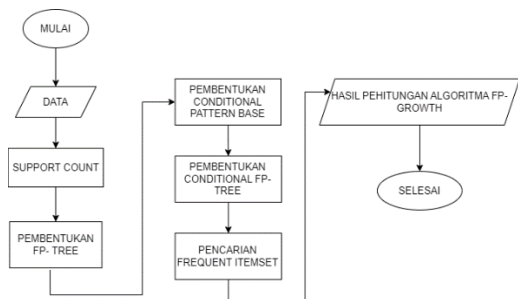 MULAI
DATA
SUPPORT COUNT
PEMBENTUKAN
FP- TREE
PEMBENTUKAN
CONDITIONAL
PATTERN BASE
PEMBENTUKAN
CONDITIONAL FP-
TREE
PENCARIAN
FREQUENT ITEMSET
HASIL PEHITUNGAN ALGORITMA FP-
GROWTH
SELESAI